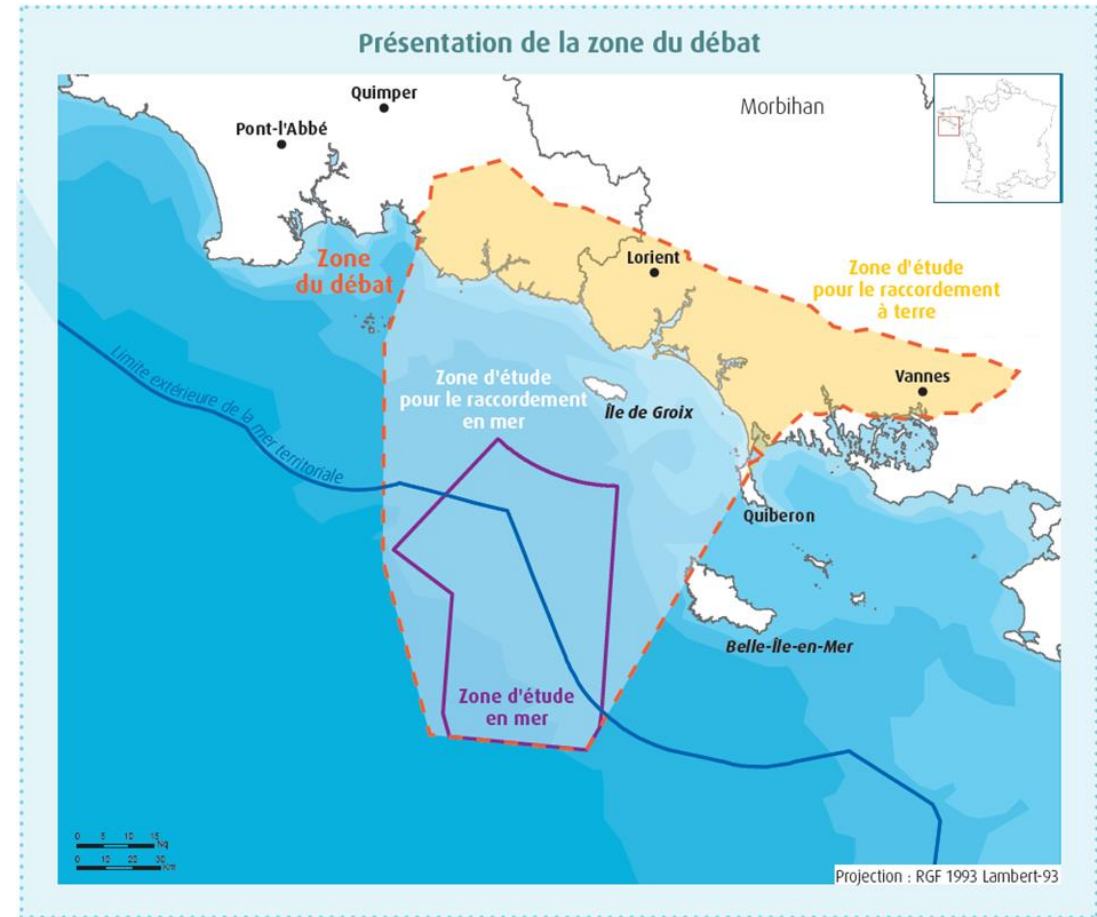 Présentation de la zone du débat
Quimper
Morbihan
Pont-l'Abbé
Zone
du débat
Lorient
Zone d'étude
pour le raccordement
à terre
Limite extérieure de la mer territoriale
Zone d'étude
pour le raccordement
en mer
Île de Groix
Vannes
Quiberon
Belle-Île-en-Mer
Zone d'étude
en mer
0 5 10 15
Nq
0 10 20 30
Km
Projection : RGF 1993 Lambert-93